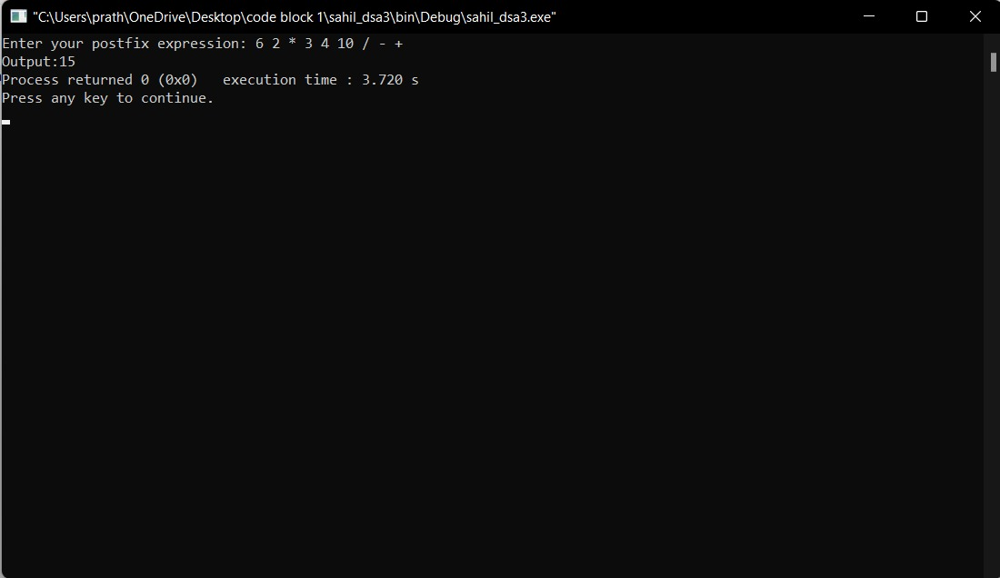 "C:\Users\prath\OneDrive\Desktop\code block 1\sahil_dsa3\bin\Debug\sahil_dsa3.exe"
Enter your postfix expression: 6 2 * 3 4 10 / - +
Output:15
Process returned 0 (0x0)   execution time : 3.720 s
Press any key to continue.